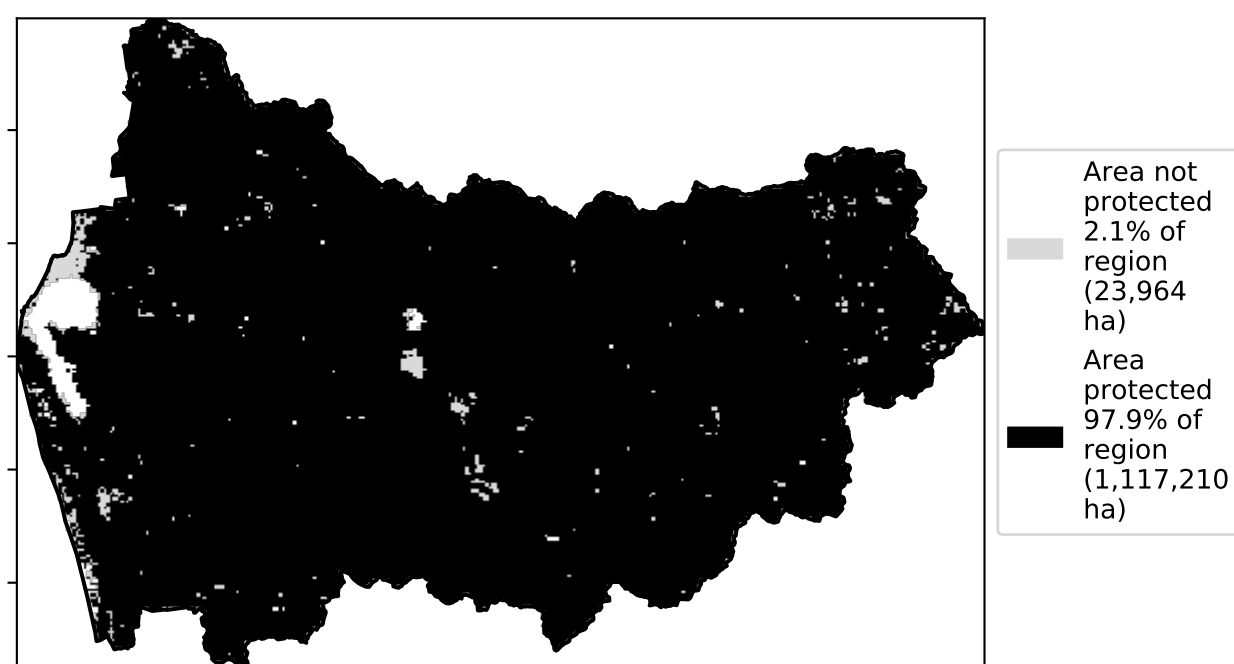 Area not
protected
2.1% of
region
(23,964
ha)
Area
protected
97.9% of
region
(1,117,210
ha)